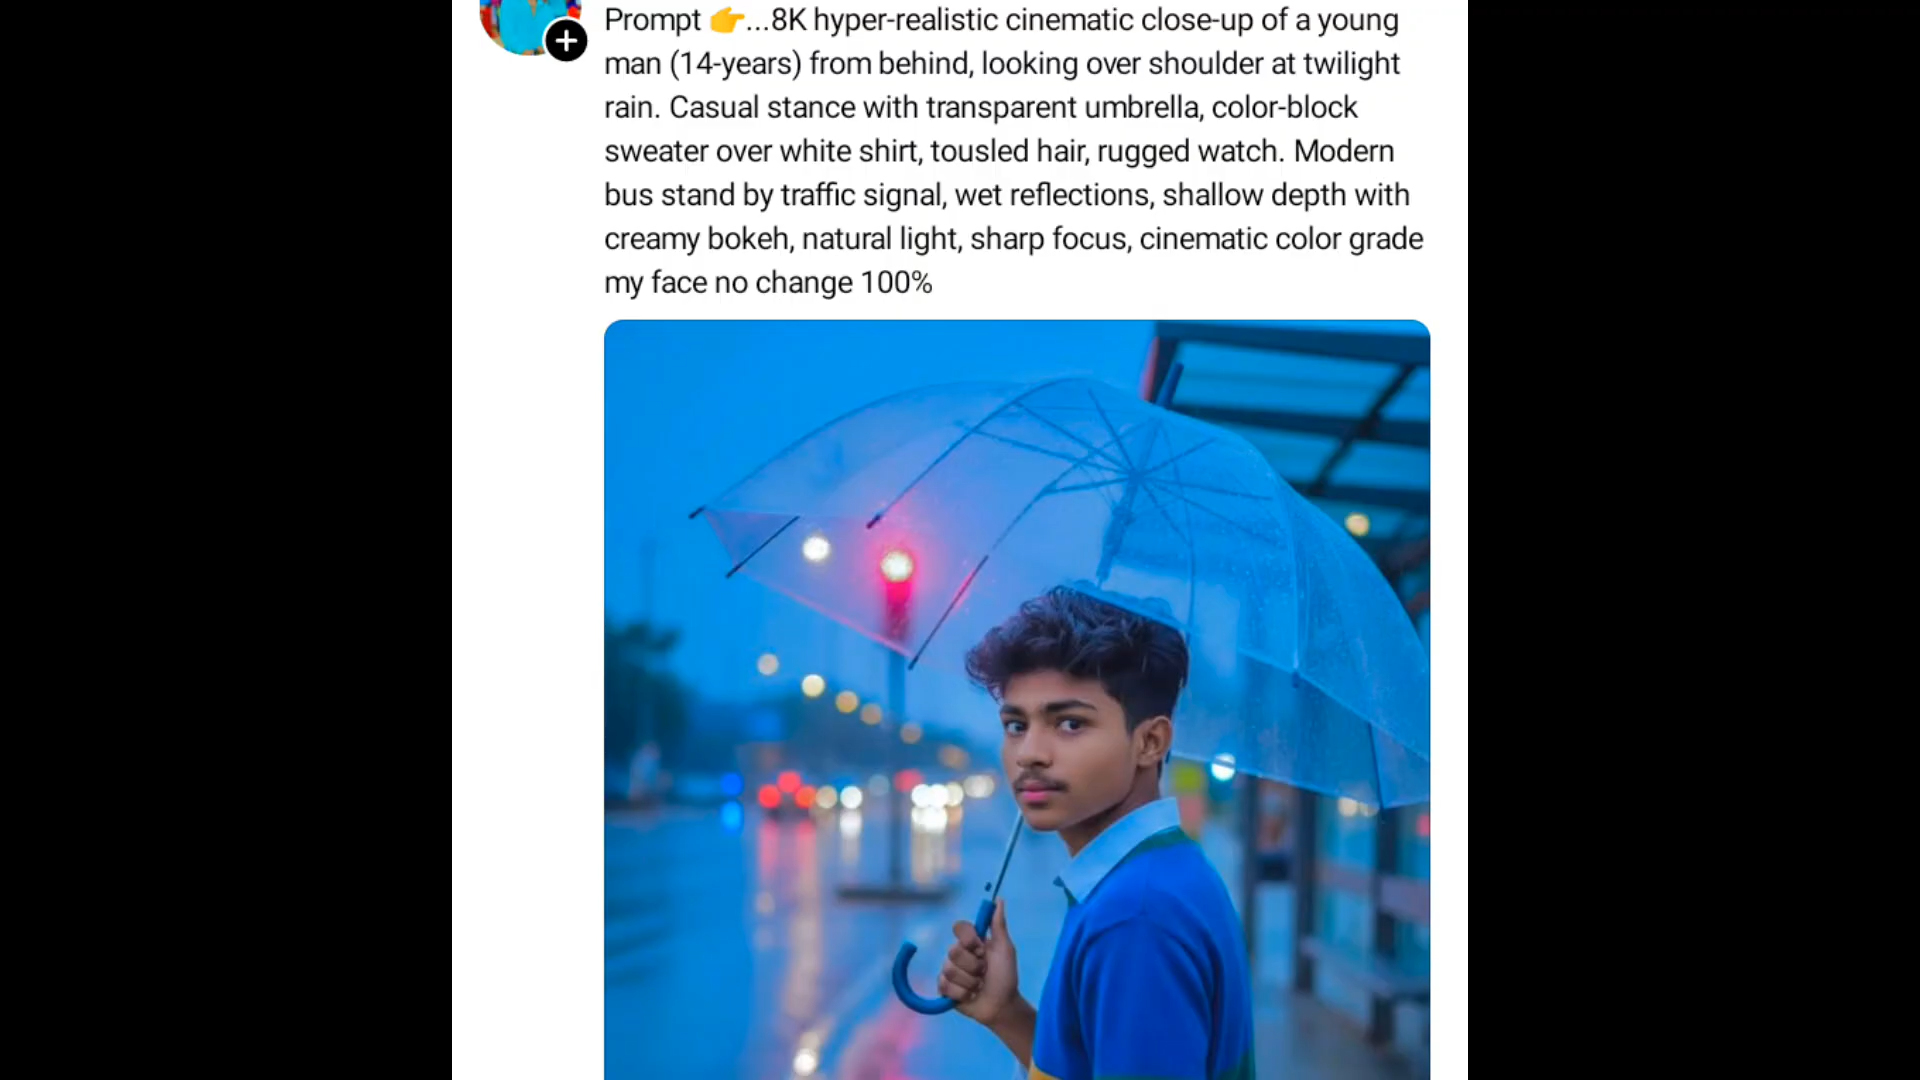 Prompt 👉...8K hyper-realistic cinematic close-up of a young
man (14-years) from behind, looking over shoulder at twilight
rain. Casual stance with transparent umbrella, color-block
sweater over white shirt, tousled hair, rugged watch. Modern
bus stand by traffic signal, wet reflections, shallow depth with
creamy bokeh, natural light, sharp focus, cinematic color grade
my face no change 100%